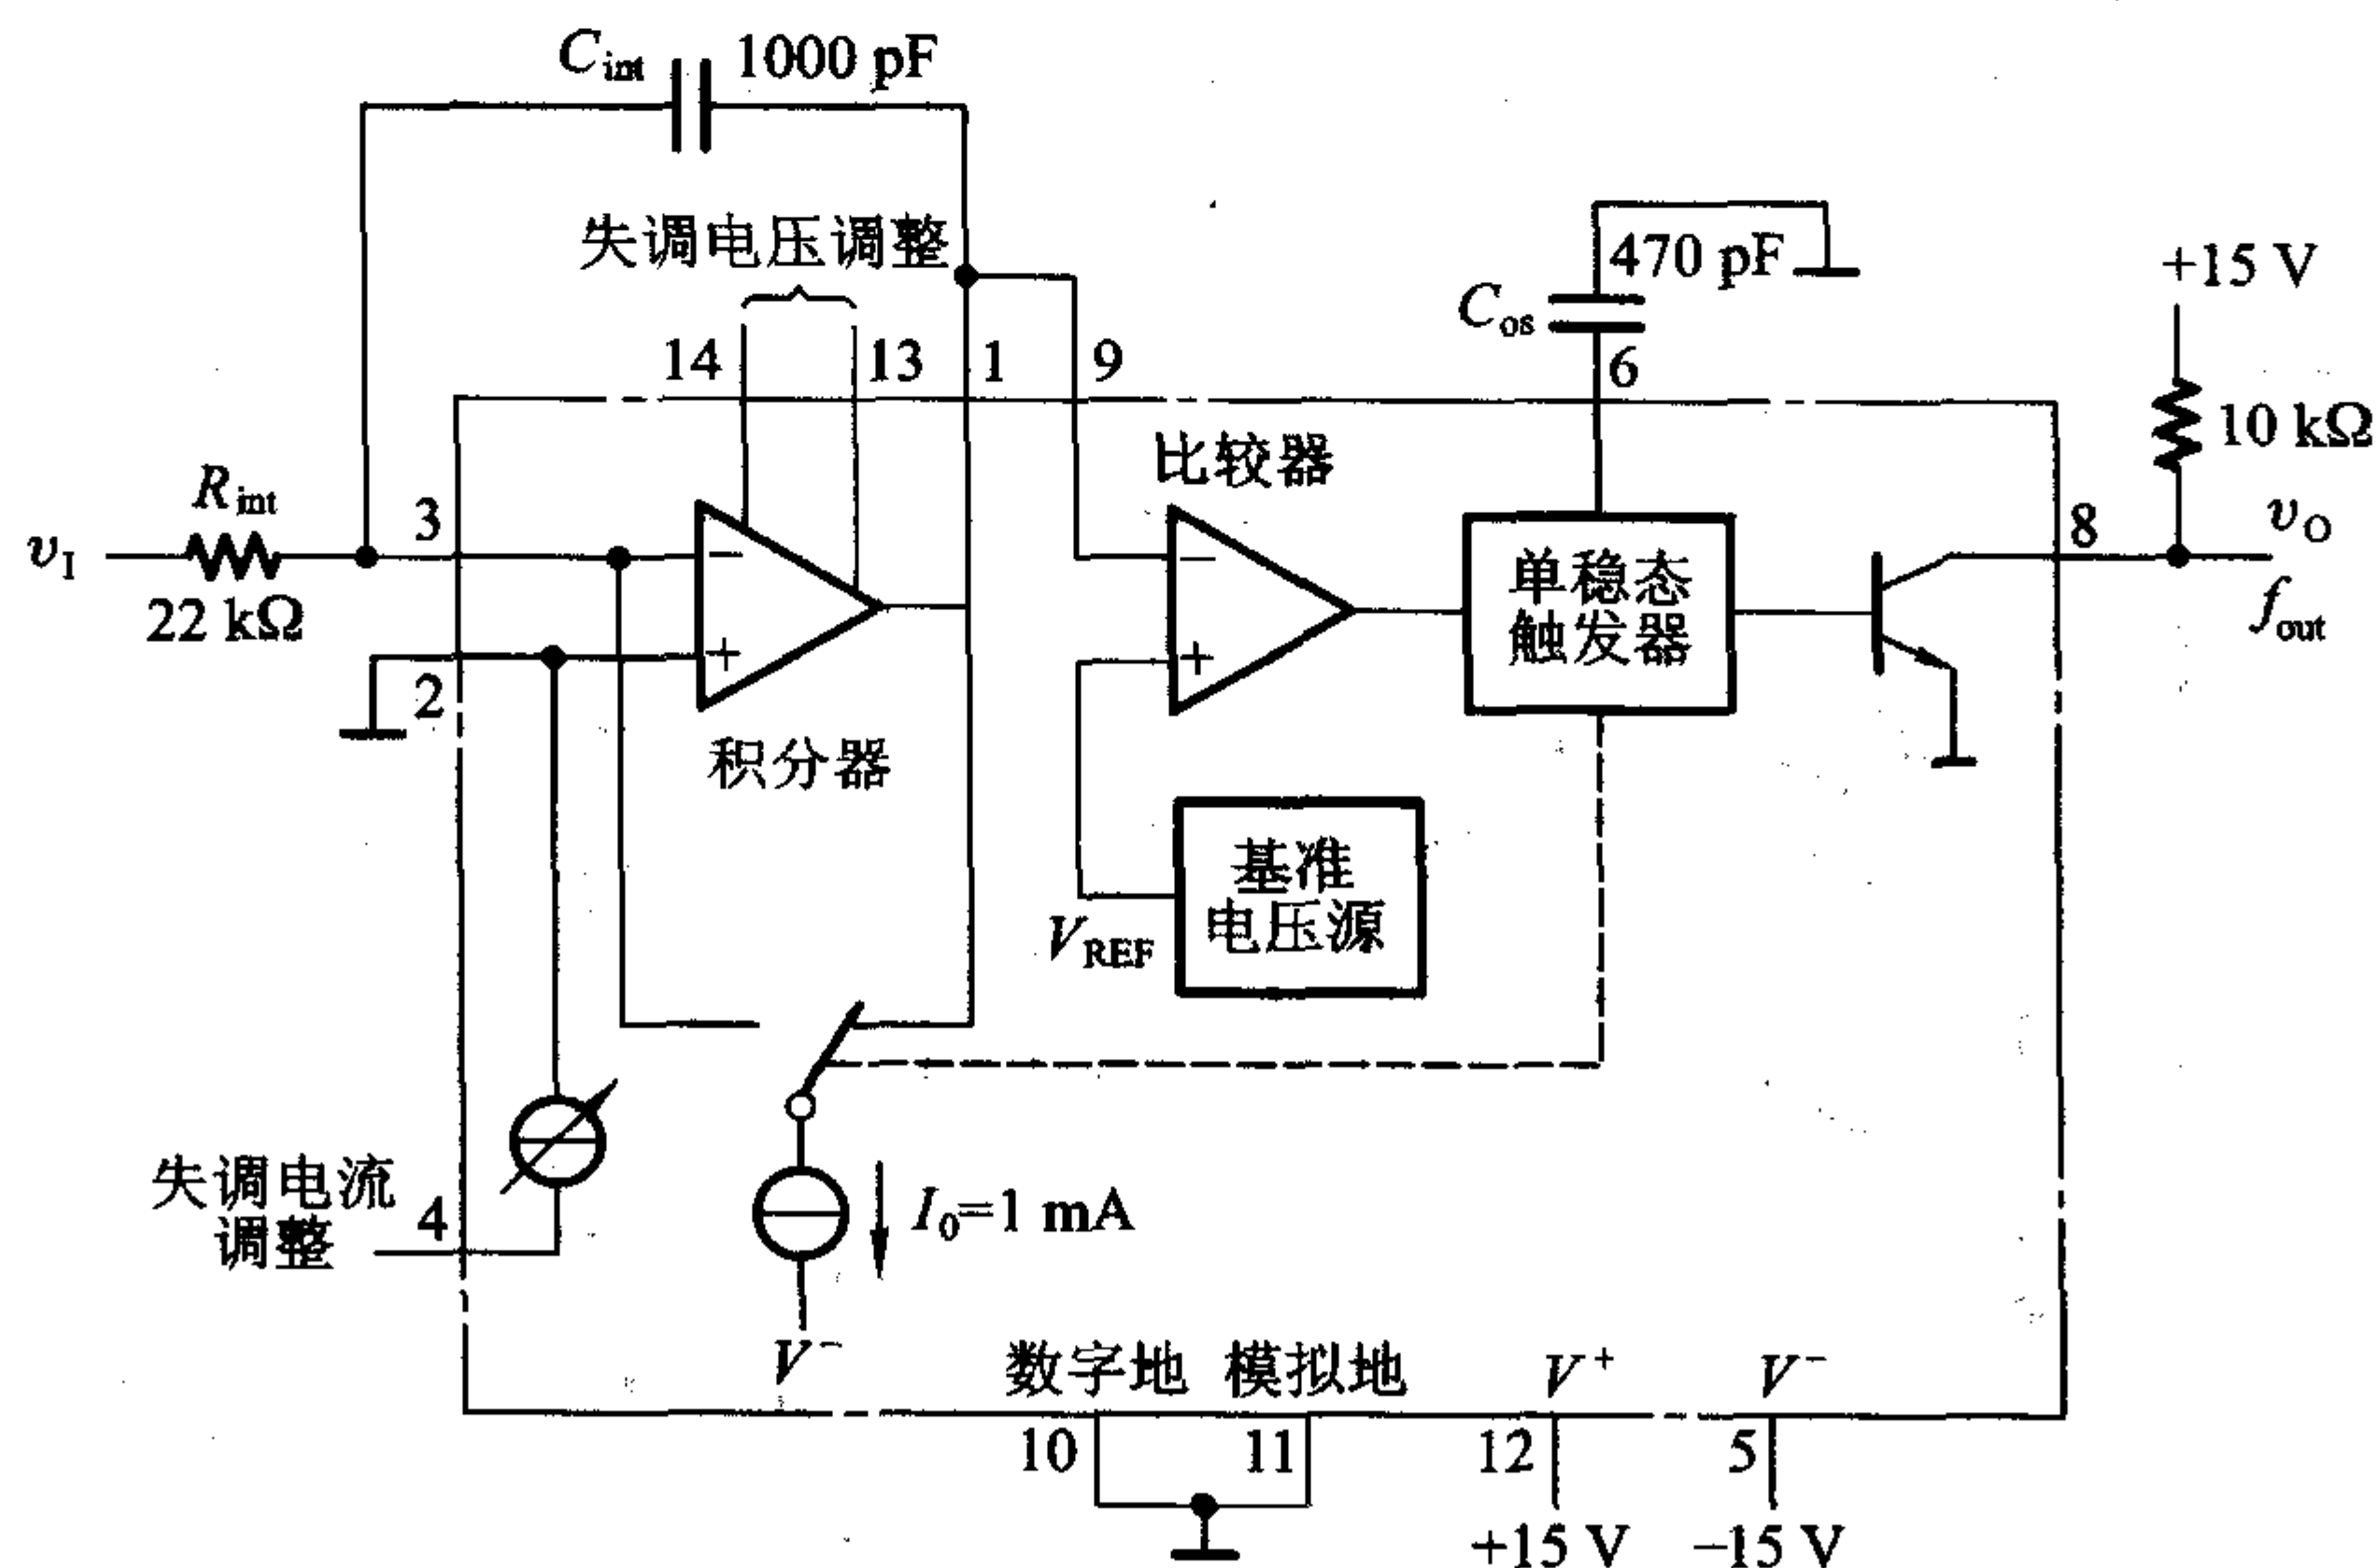 C_int 1000 pF
失调电压调整
470 pF
C_os
+15 V
14 13 1 9 6
10 kΩ
比较器
R_int
3
8
v_O
v_I
22 kΩ
单稳态
触发器
f_out
2
积分器
基准
电压源
V_REF
失调电流
调整
4
I_0=1 mA
V^-
数字地 模拟地 V^+ V^-
10 11 12 5
+15 V -15 V